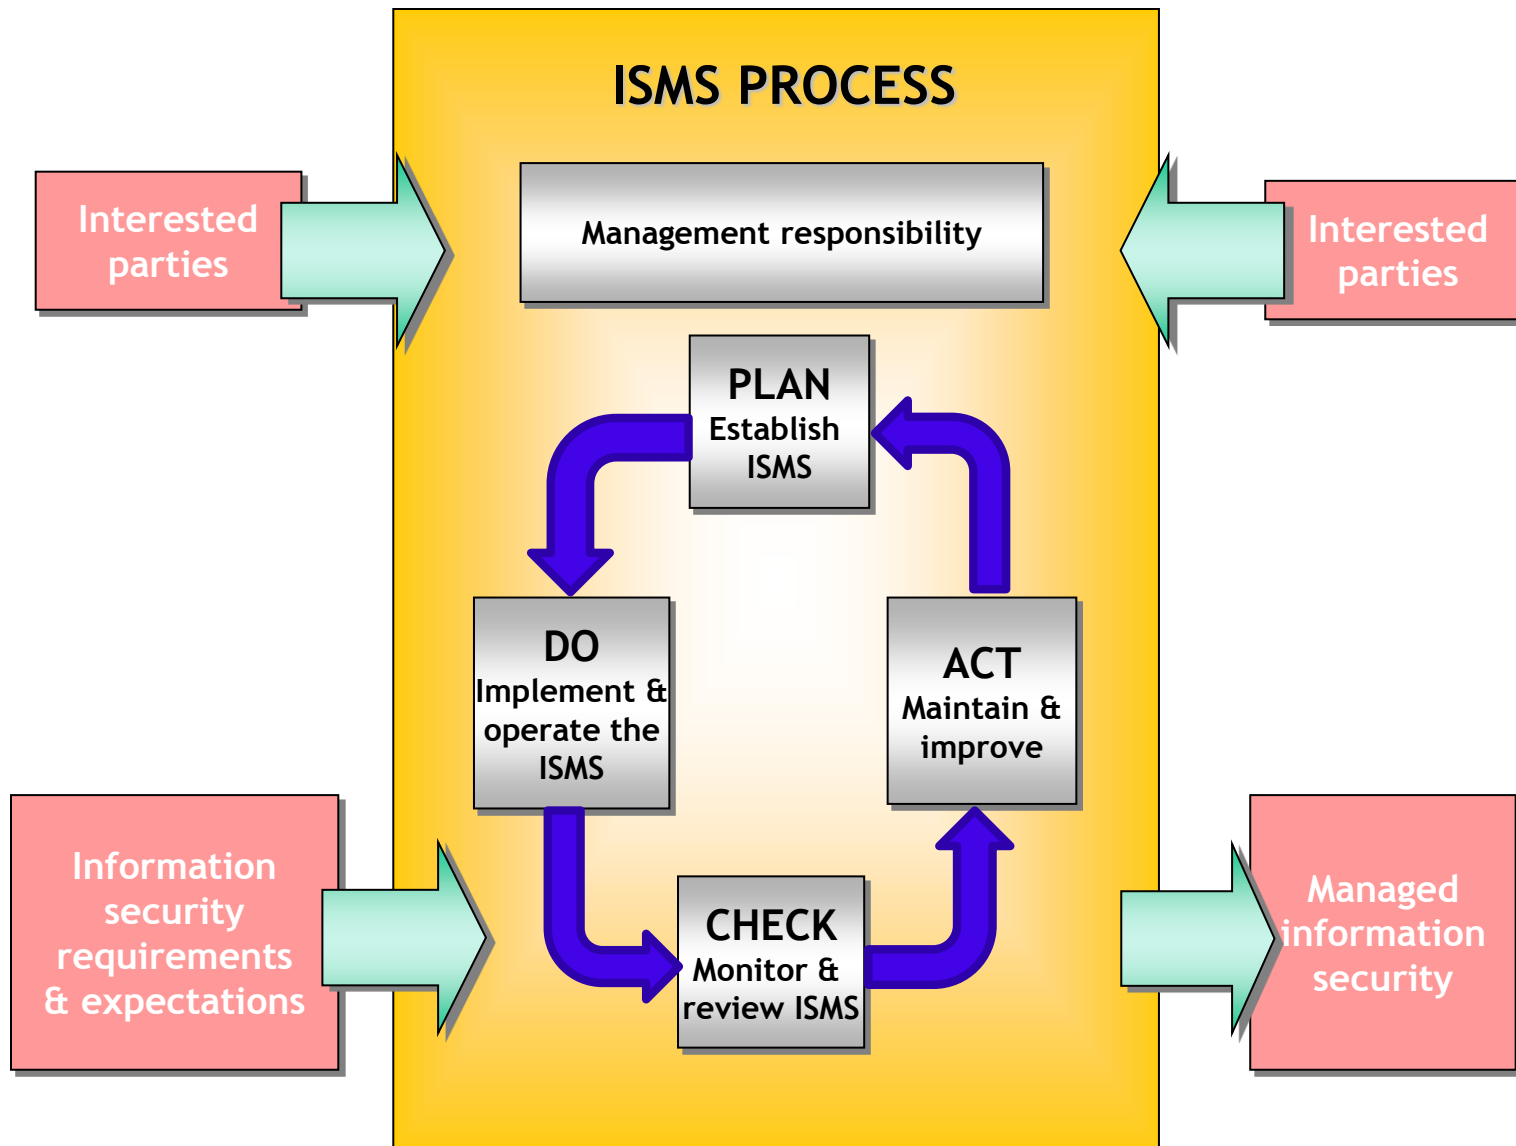 ISMS PROCESS
Interested
parties
Management responsibility
Interested
parties
PLAN
Establish
ISMS
DO
Implement &
operate the
ISMS
ACT
Maintain &
improve
Information
security
requirements
& expectations
CHECK
Monitor &
review ISMS
Managed
information
security